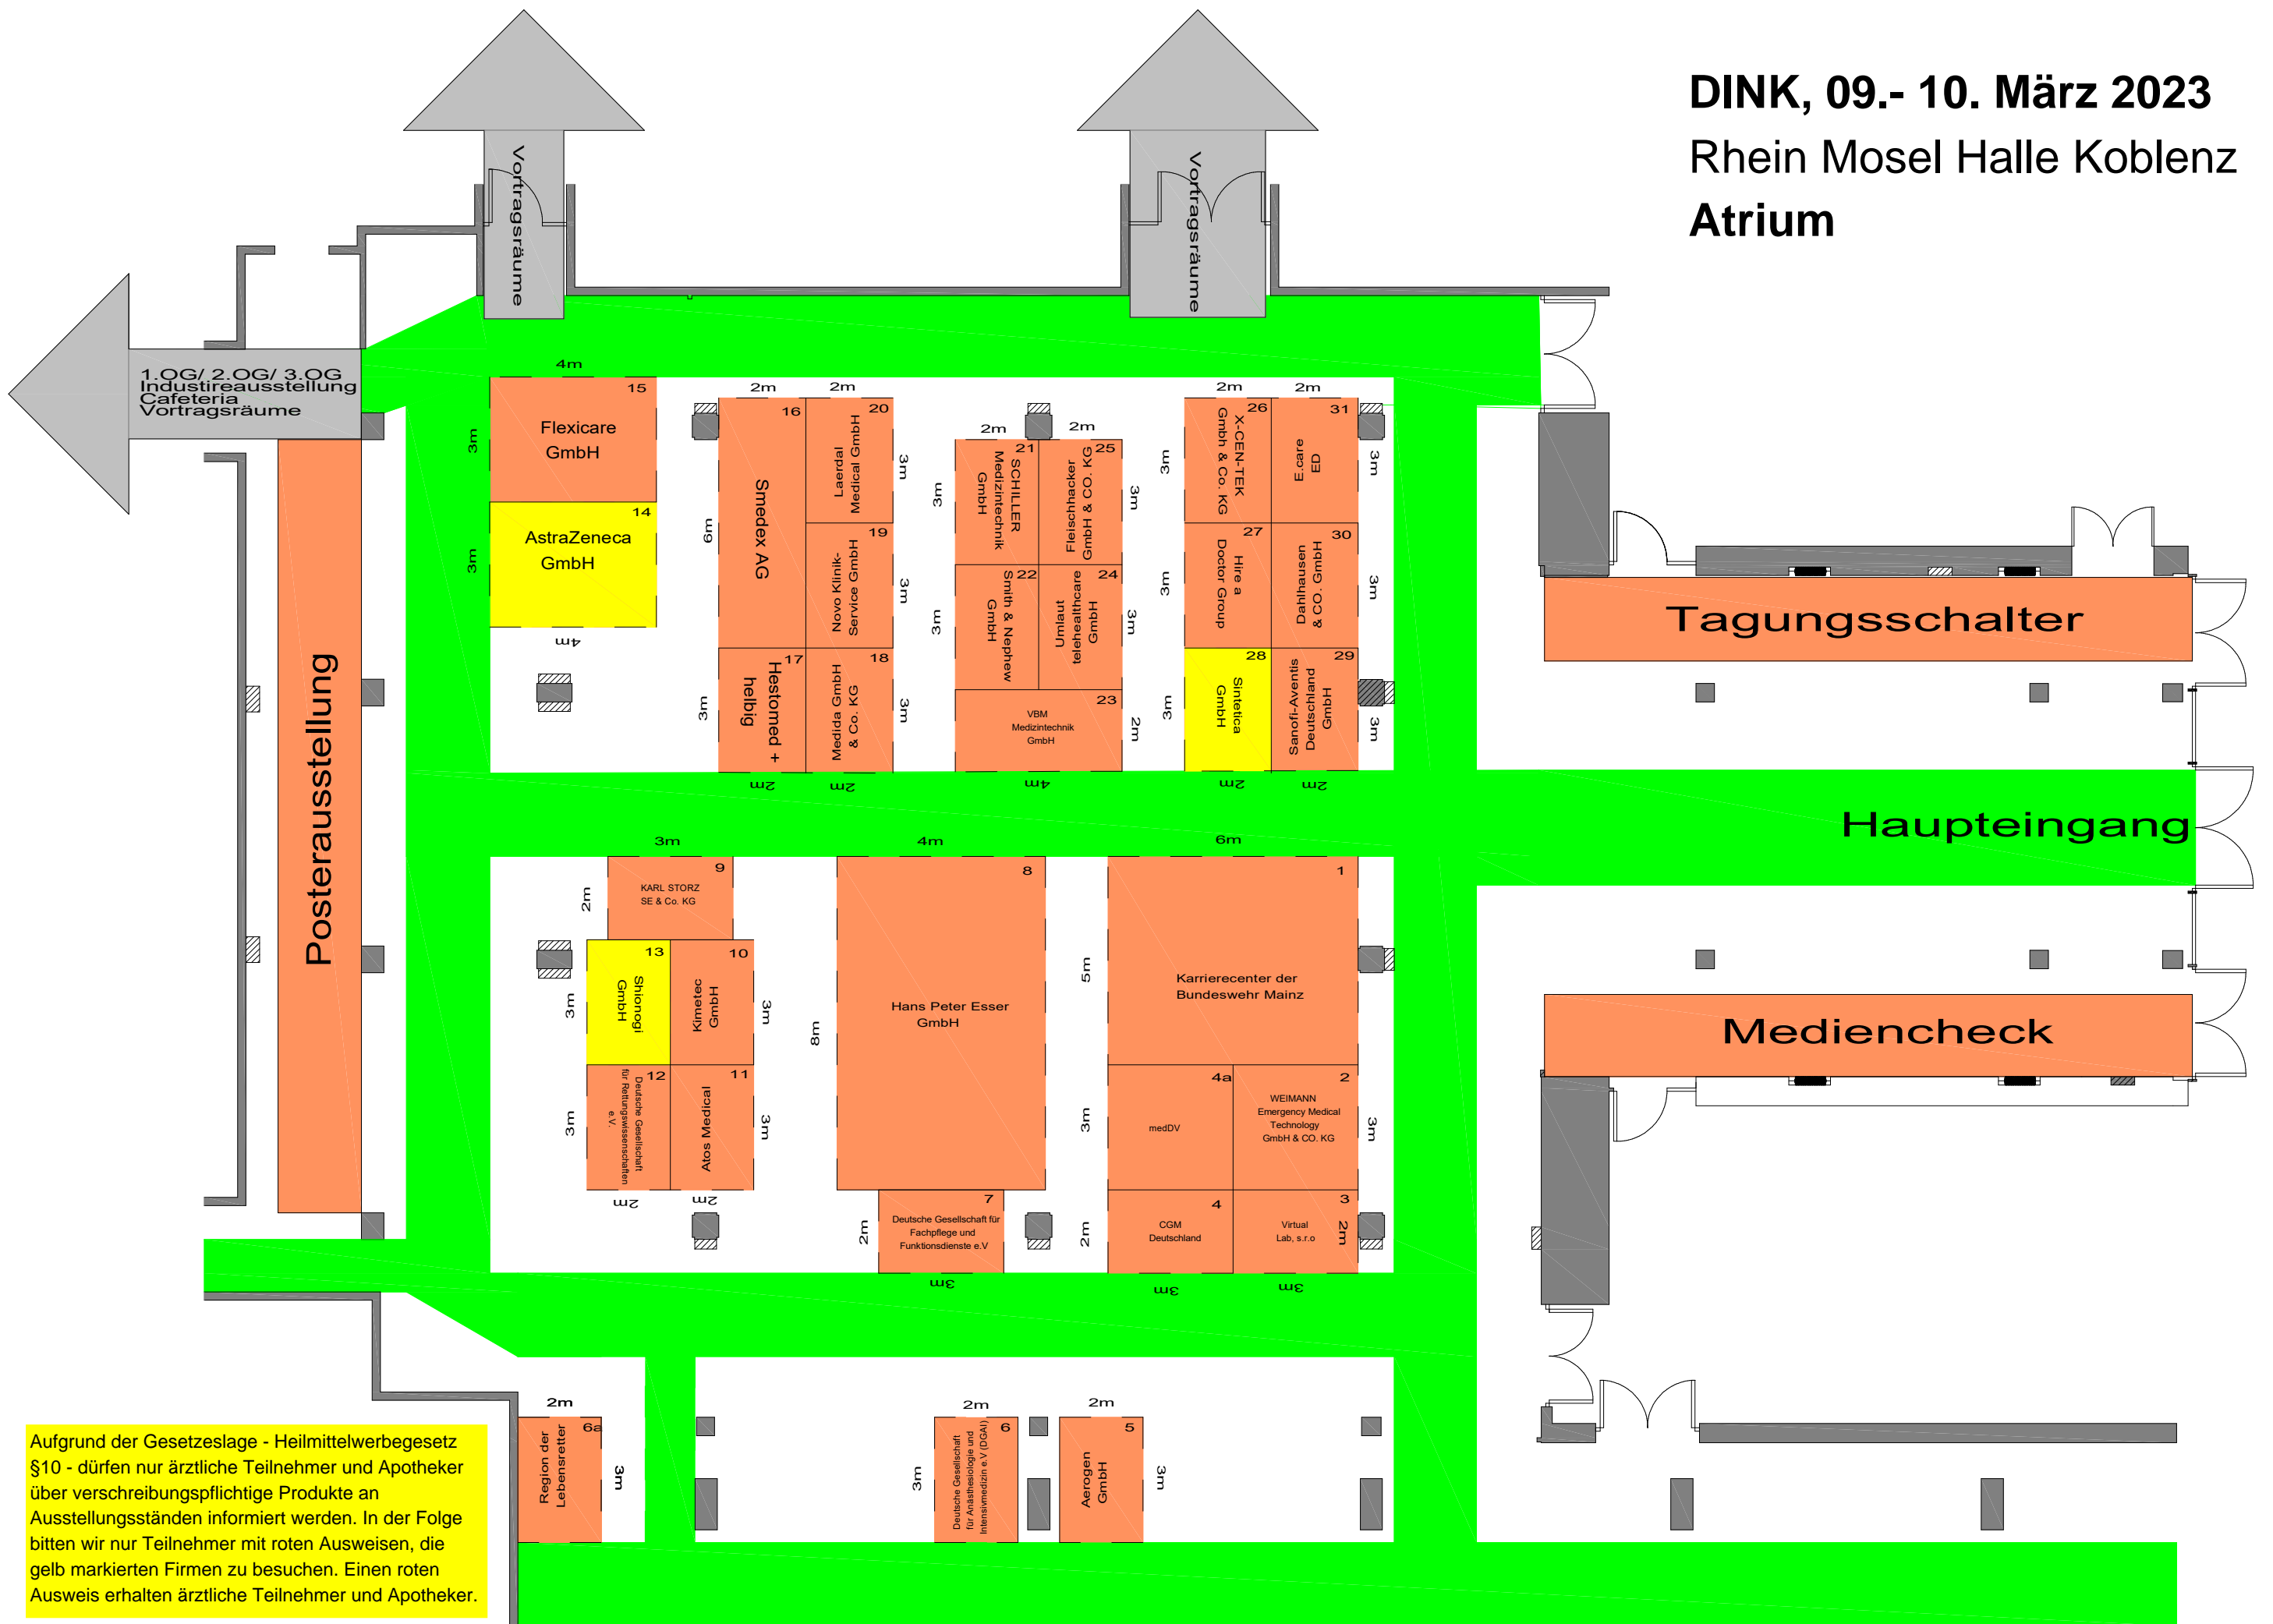 DINK, 09.- 10. März 2023
Rhein Mosel Halle Koblenz
Atrium
Vortragsräume
Vortragsräume
1.OG/ 2.OG/ 3.OG
Industireausstellung
Cafeteria
Vortragsräume
Posterausstellung
4m
15
Flexicare
GmbH
3m
14
AstraZeneca
GmbH
3m
4m
2m
2m
16
Smedex AG
6m
20
Laerdal
Medical GmbH
3m
19
Novo Klinik-
Service GmbH
3m
17
Hestomed +
helbig
3m
18
Medida GmbH
& Co. KG
3m
2m
2m
2m
2m
21
SCHILLER
Medizintechnik
GmbH
3m
25
Fleischhacker
GmbH & CO. KG
3m
22
Smith & Nephew
GmbH
3m
24
Umlaut
telehealthcare
GmbH
3m
23
VBM
Medizintechnik
GmbH
2m
4m
2m
2m
26
X-CEN-TEK
Gmbh & Co. KG
3m
31
E.care
ED
3m
27
Hire a
Doctor Group
3m
30
Dahlhausen
& CO. GmbH
3m
28
Sintetica
GmbH
3m
29
Sanofi-Aventis
Deutschland
GmbH
3m
2m
2m
Tagungsschalter
Haupteingang
Mediencheck
3m
9
KARL STORZ
SE & Co. KG
2m
13
Shionogi
GmbH
3m
10
Kimetec
GmbH
3m
12
Deutsche Gesellschaft
für Rettungswissenschaften
e.V.
3m
11
Atos Medical
3m
2m
2m
4m
8
Hans Peter Esser
GmbH
8m
7
Deutsche Gesellschaft für
Fachpflege und
Funktionsdienste e.V
2m
3m
6m
1
Karrierecenter der
Bundeswehr Mainz
5m
4a
medDV
3m
2
WEIMANN
Emergency Medical
Technology
GmbH & CO. KG
3m
4
CGM
Deutschland
2m
3
Virtual
Lab, s.r.o
2m
3m
3m
2m
6a
Region der
Lebensretter
3m
2m
6
Deutsche Gesellschaft
für Anästhesiologie und
Intensivmedizin e.V (DGAI)
3m
2m
5
Aerogen
GmbH
3m
Aufgrund der Gesetzeslage - Heilmittelwerbegesetz
§10 - dürfen nur ärztliche Teilnehmer und Apotheker
über verschreibungspflichtige Produkte an
Ausstellungsständen informiert werden. In der Folge
bitten wir nur Teilnehmer mit roten Ausweisen, die
gelb markierten Firmen zu besuchen. Einen roten
Ausweis erhalten ärztliche Teilnehmer und Apotheker.